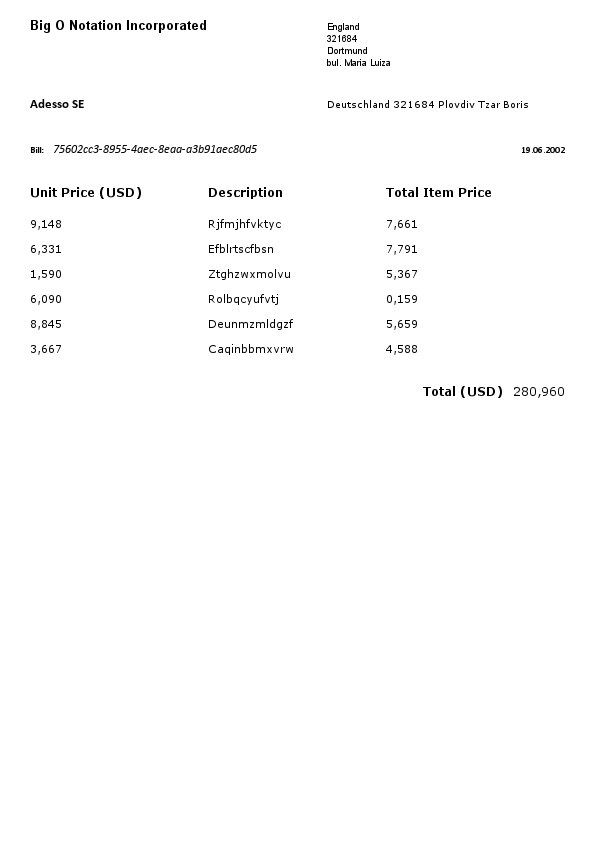 Big O Notation Incorporated
England
321684
Dortmund
bul. Maria Luiza
Adesso SE Deutschland 321684 Plovdiv Tzar Boris
Bill: 75602cc3-8955-4aec-8eaa-a3b91aec80d5 19.06.2002
Unit Price (USD) Description Total Item Price
9,148 Rjfmjhfvktyc 7,661
6,331 Efblrtscfbsn 7,791
1,590 Ztghzwxmolvu 5,367
6,090 Rolbqcyufvtj 0,159
8,845 Deunmzmldgzf 5,659
3,667 Caqinbbmxvrw 4,588
Total (USD) 280,960